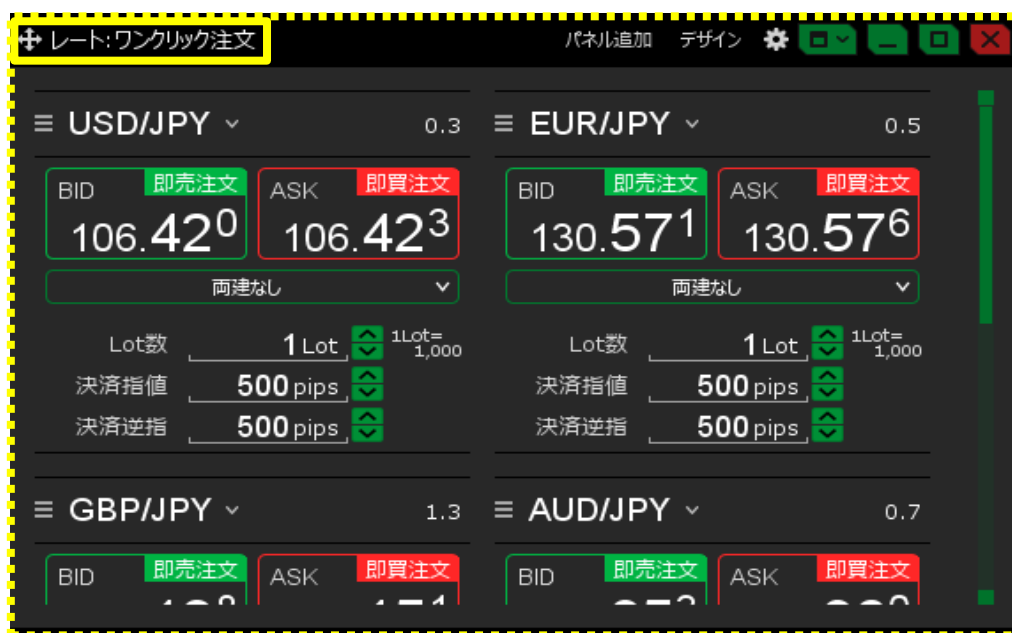 レート:ワンクリック注文 パネル追加 デザイン
USD/JPY 0.3 EUR/JPY 0.5
BID 即売注文 ASK 即買注文 BID 即売注文 ASK 即買注文
106.420 106.423 130.571 130.576
両建なし 両建なし
Lot数 1 Lot 1Lot= 1,000 Lot数 1 Lot 1Lot= 1,000
決済指値 500 pips 決済指値 500 pips
決済逆指 500 pips 決済逆指 500 pips
GBP/JPY 1.3 AUD/JPY 0.7
BID 即売注文 ASK 即買注文 BID 即売注文 ASK 即買注文